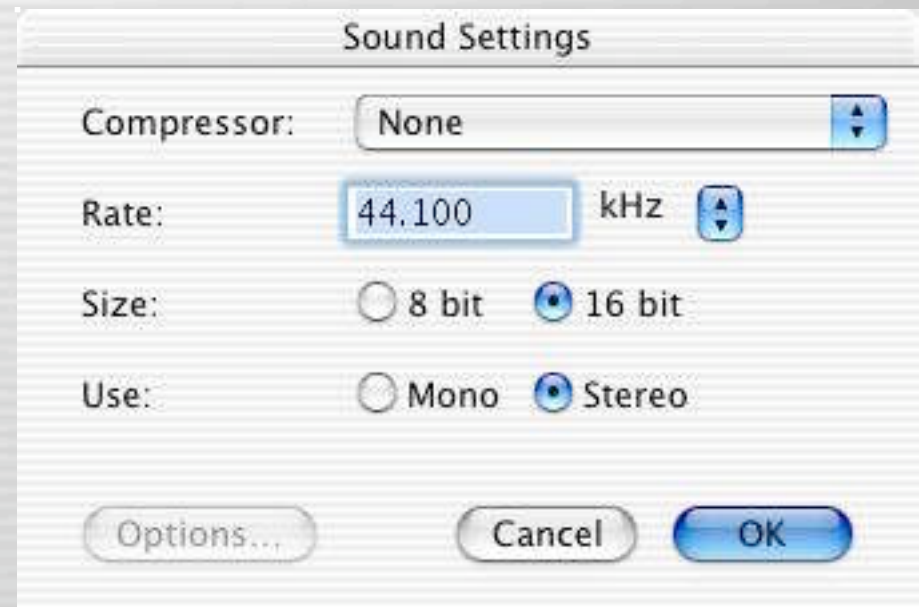 Sound Settings
Compressor: None
Rate: 44.100 kHz
Size: 8 bit 16 bit
Use: Mono Stereo
Options... Cancel OK